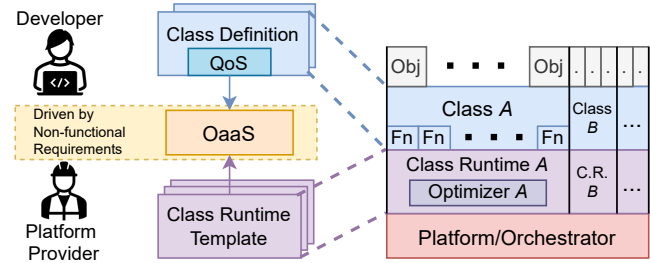 Developer
Class Definition
QoS
Driven by
Non-functional
Requirements
OaaS
Platform
Provider
Class Runtime
Template
Obj
Obj
. . . . .
Class A
Class
B
...
Fn
Fn
Fn
Class Runtime A
Optimizer A
C.R.
B
...
Platform/Orchestrator